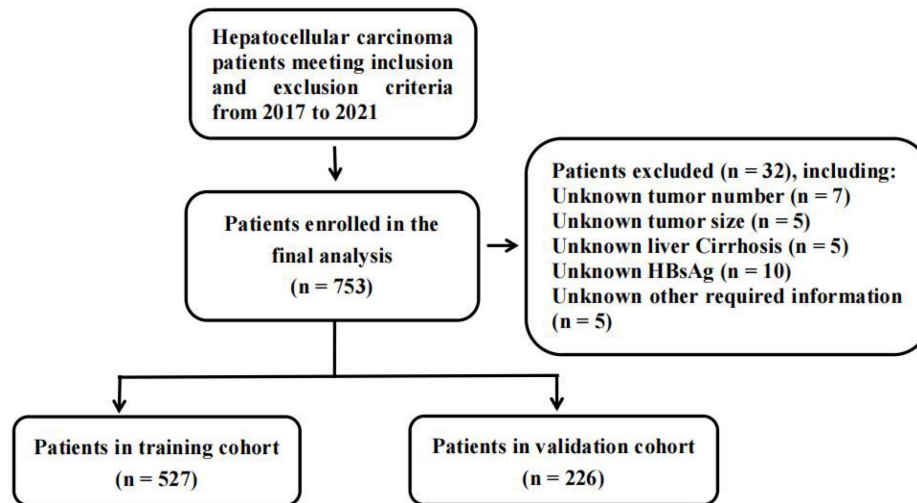 Hepatocellular carcinoma
patients meeting inclusion
and exclusion criteria
from 2017 to 2021
Patients enrolled in the
final analysis
(n = 753)
Patients excluded (n = 32), including:
Unknown tumor number (n = 7)
Unknown tumor size (n = 5)
Unknown liver Cirrhosis (n = 5)
Unknown HBsAg (n = 10)
Unknown other required information
(n = 5)
Patients in training cohort
(n = 527)
Patients in validation cohort
(n = 226)